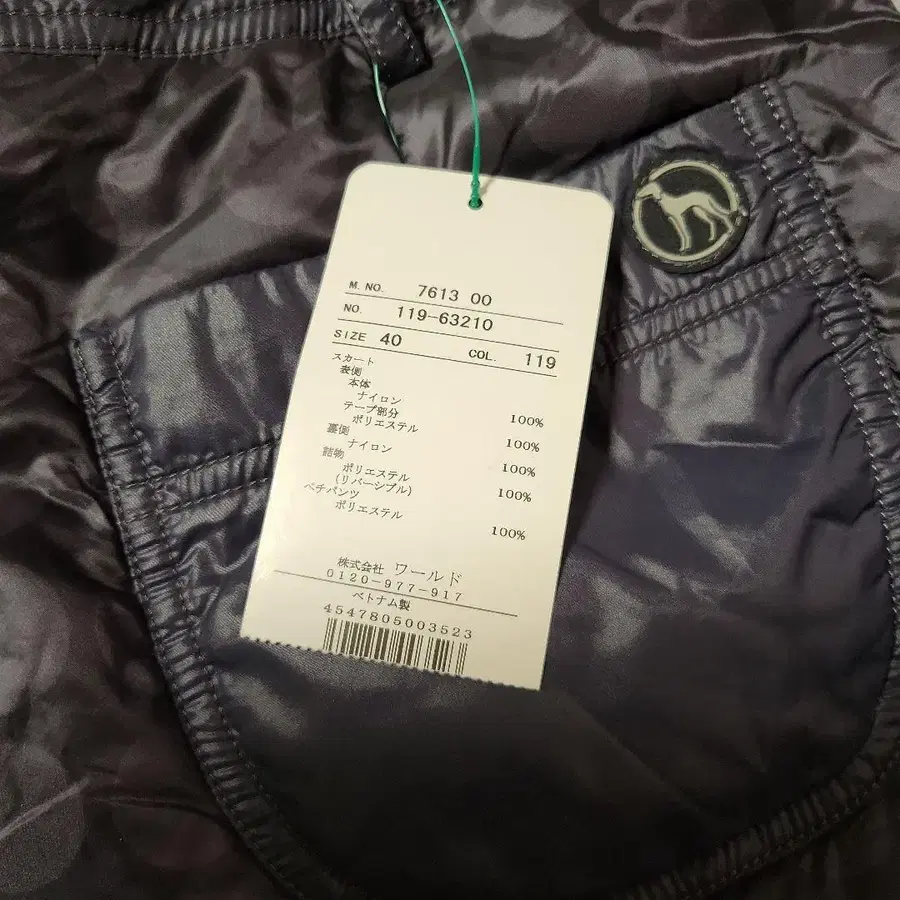 M. NO. 7613 00
NO. 119-63210
SIZE 40 COL. 119
スカート
表側
本体
ナイロン 100%
テープ部分
ポリエステル 100%
裏側
ナイロン 100%
詰物
ポリエステル 100%
(リバーシブル)
ペチパンツ
ポリエステル 100%
株式会社 ワールド
0120-977-917
ベトナム製
4547805003523